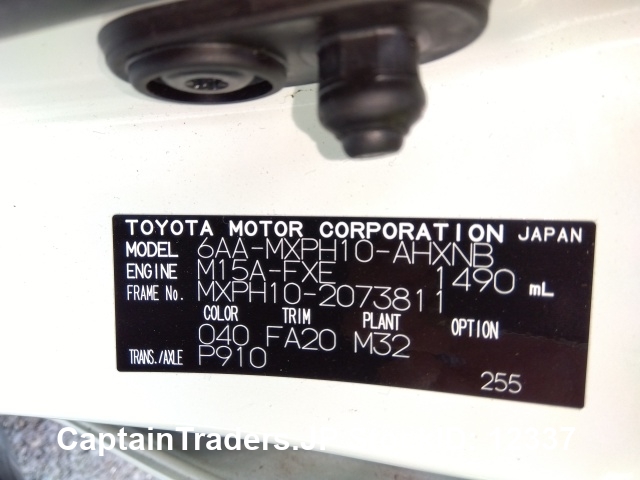 TOYOTA MOTOR CORPORATION JAPAN
MODEL 6AA-MXPH10-AHXNB
ENGINE M15A-FXE 1490 mL
FRAME No. MXPH10-2073811
COLOR TRIM PLANT OPTION
040 FA20 M32
TRANS./AXLE P910
255
CaptainTraders.